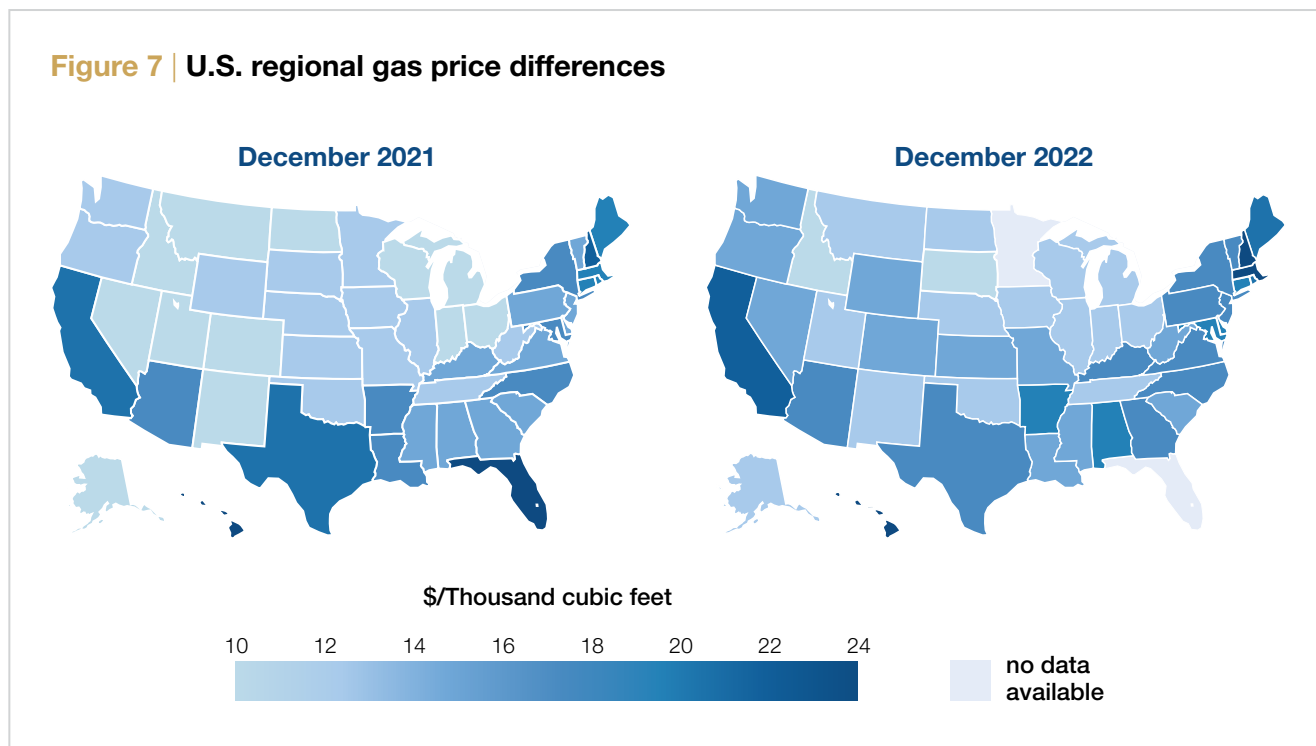 Figure 7 | U.S. regional gas price differences
December 2021
December 2022
$/Thousand cubic feet
10 12 14 16 18 20 22 24
no data
available